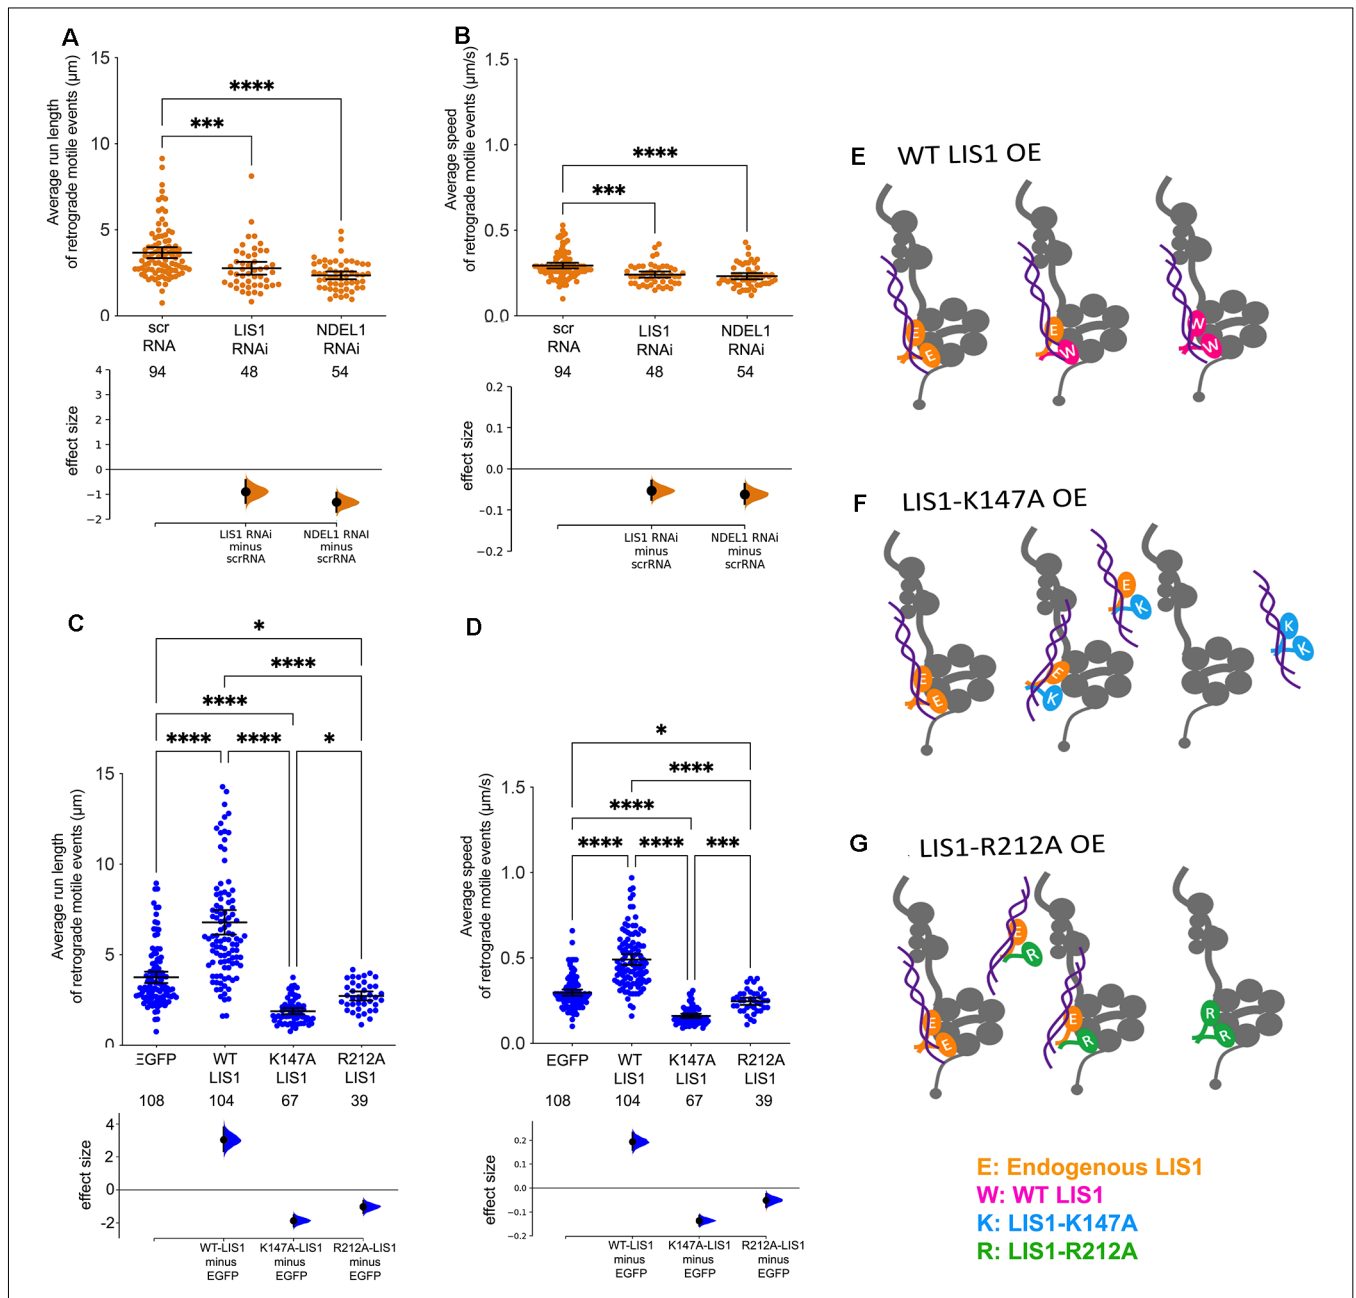 A
Average run length
of retrograde motile events (μm)
15
10
5
0
****
***
scr
RNA
LIS1
RNAi
NDEL1
RNAi
94
48
54
effect size
4
3
2
1
0
−1
−2
LIS1 RNAi
minus
scrRNA
NDEL1 RNAI
minus
scrRNA
B
Average speed
of retrograde motile events (μm/s)
1.5
1.0
0.5
0.0
****
***
scr
RNA
LIS1
RNAi
NDEL1
RNAi
94
48
54
effect size
0.2
0.1
0.0
−0.1
−0.2
LIS1 RNAi
minus
scrRNA
NDEL1 RNAi
minus
scrRNA
C
Average run length
of retrograde motile events (μm)
15
10
5
0
*
****
****
**** **** *
EGFP
WT
LIS1
K147A
LIS1
R212A
LIS1
108
104
67
39
effect size
4
2
0
-2
WT-LIS1
minus
EGFP
K147A-LIS1
minus
EGFP
R212A-LIS1
minus
EGFP
D
Average speed
of retrograde motile events (μm/s)
1.5
1.0
0.5
0.0
*
****
****
**** **** ***
EGFP
WT
LIS1
K147A
LIS1
R212A
LIS1
108
104
67
39
effect size
0.2
0.1
0.0
−0.1
−0.2
WT-LIS1
minus
EGFP
K147A-LIS1
minus
EGFP
R212A-LIS1
minus
EGFP
E WT LIS1 OE
E
E
E
W
W
W
F LIS1-K147A OE
E
E
E
K
E
K
K
K
G LIS1-R212A OE
E
E
E
R
E
R
R
R
E: Endogenous LIS1
W: WT LIS1
K: LIS1-K147A
R: LIS1-R212A